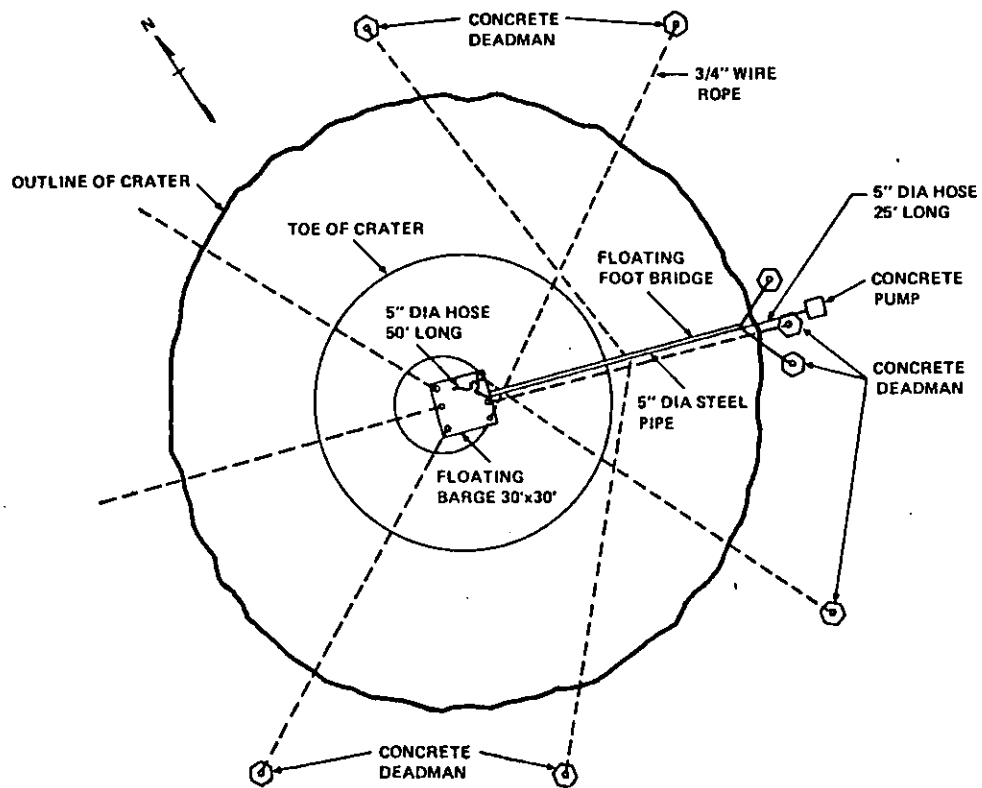 N
CONCRETE
DEADMAN
3/4" WIRE
ROPE
OUTLINE OF CRATER
5" DIA HOSE
25' LONG
TOE OF CRATER
FLOATING
FOOT BRIDGE
CONCRETE
PUMP
5" DIA HOSE
50' LONG
CONCRETE
DEADMAN
5" DIA STEEL
PIPE
FLOATING
BARGE 30'x30'
CONCRETE
DEADMAN